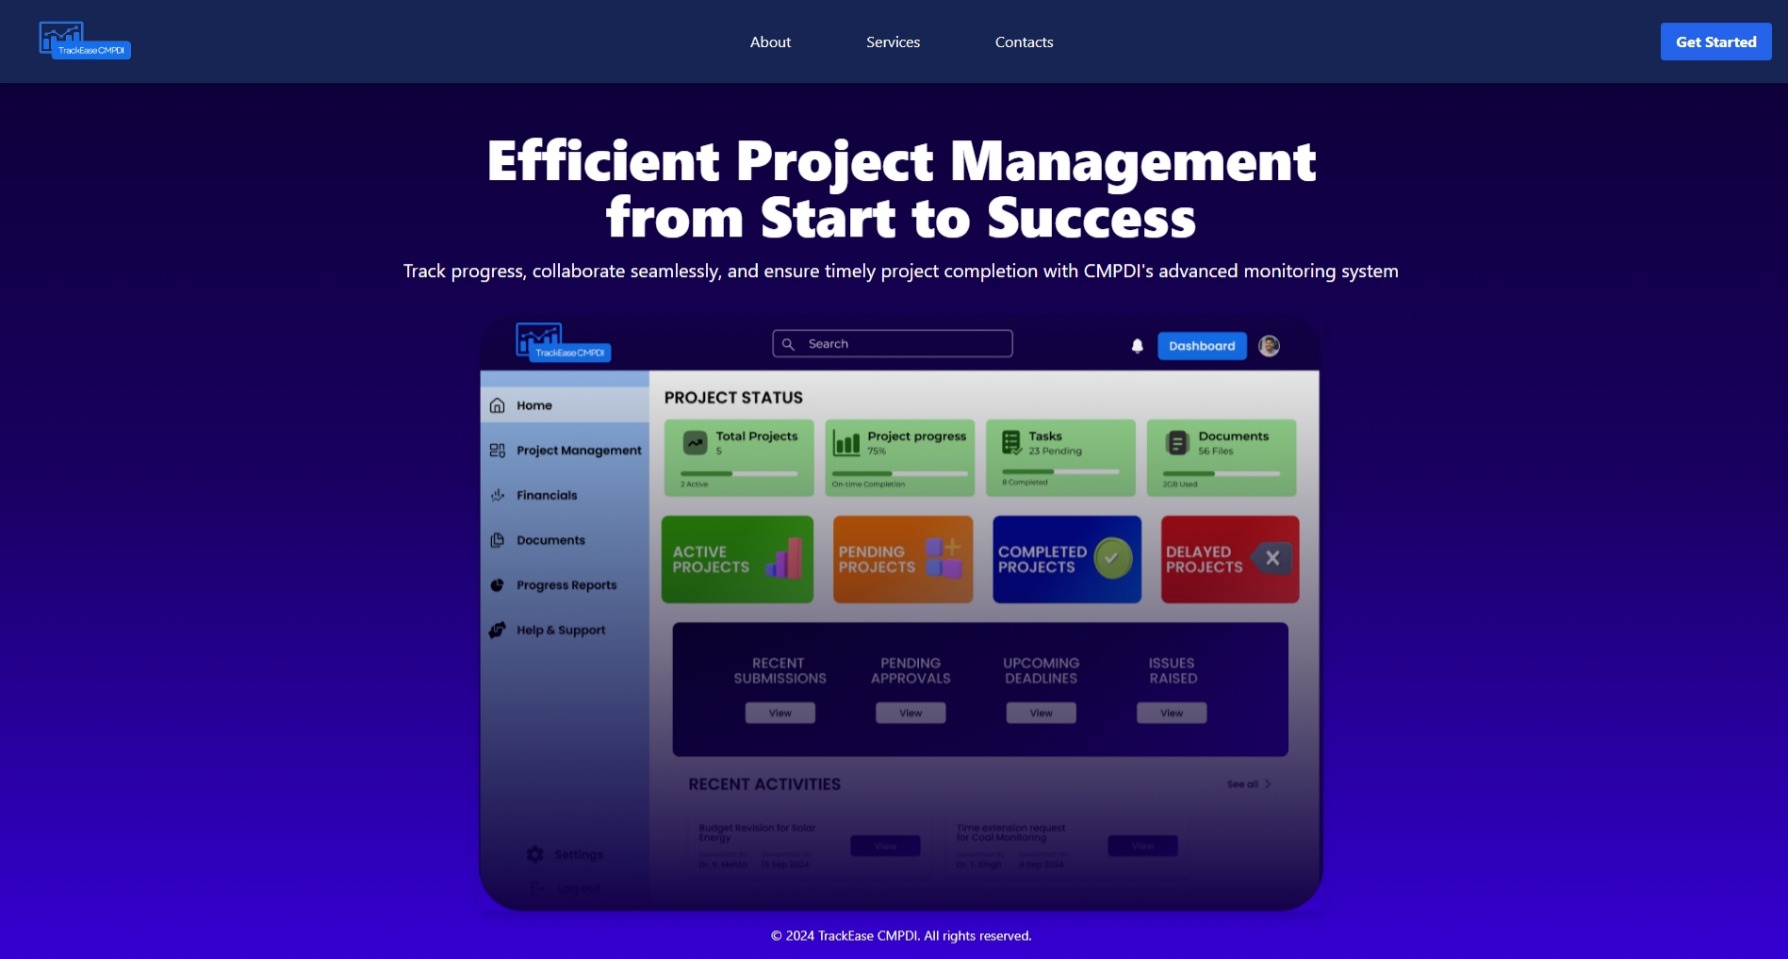 TrackEase CMPDI
About
Services
Contacts
Get Started
Efficient Project Management
from Start to Success
Track progress, collaborate seamlessly, and ensure timely project completion with CMPDI's advanced monitoring system
TrackEase CMPDI
Search
Dashboard
Home
Project Management
Financials
Documents
Progress Reports
Help & Support
Settings
Log out
PROJECT STATUS
Total Projects
5
2 Active
Project progress
75%
On-time Completion
Tasks
23 Pending
8 Completed
Documents
56 Files
2GB Used
ACTIVE
PROJECTS
PENDING
PROJECTS
COMPLETED
PROJECTS
DELAYED
PROJECTS
RECENT
SUBMISSIONS
View
PENDING
APPROVALS
View
UPCOMING
DEADLINES
View
ISSUES
RAISED
View
RECENT ACTIVITIES
See all
Budget Revision for Solar
Energy
Dr. R. Mehta
15 Sep 2024
View
Time extension request
for Coal Monitoring
Dr. I. Singh
9 Sep 2024
View
© 2024 TrackEase CMPDI. All rights reserved.